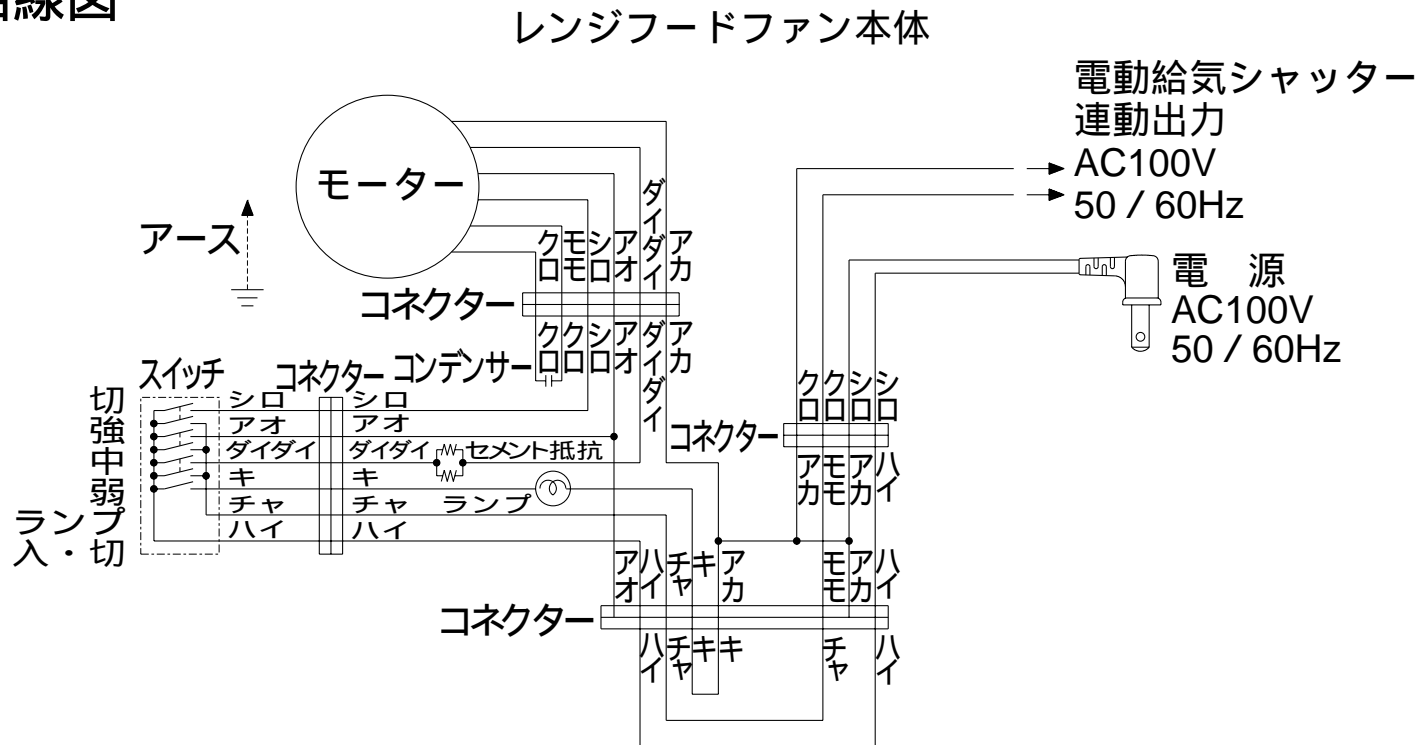 結線図
レンジフードファン本体
電動給気シャッター
連動出力
AC100V
50 / 60Hz
モーター
アース
クロ モモ シロ アオ ダイダイ アカ
コネクター
電 源
AC100V
50 / 60Hz
クロ クロ シロ アオ ダイダイ アカ
コンデンサー
スイッチ
コネクター
切
強
中
弱
ランプ
入・切
シロ シロ
アオ アオ
ダイダイ ダイダイ セメント抵抗
キ キ
チャ チャ ランプ
ハイ ハイ
クロ クロ シロ シロ
コネクター
アカ モモ アカ ハイ
アオ ハイ チャ キ アカ モモ アカ ハイ
コネクター
ハイ チャ キ キ チャ ハイ